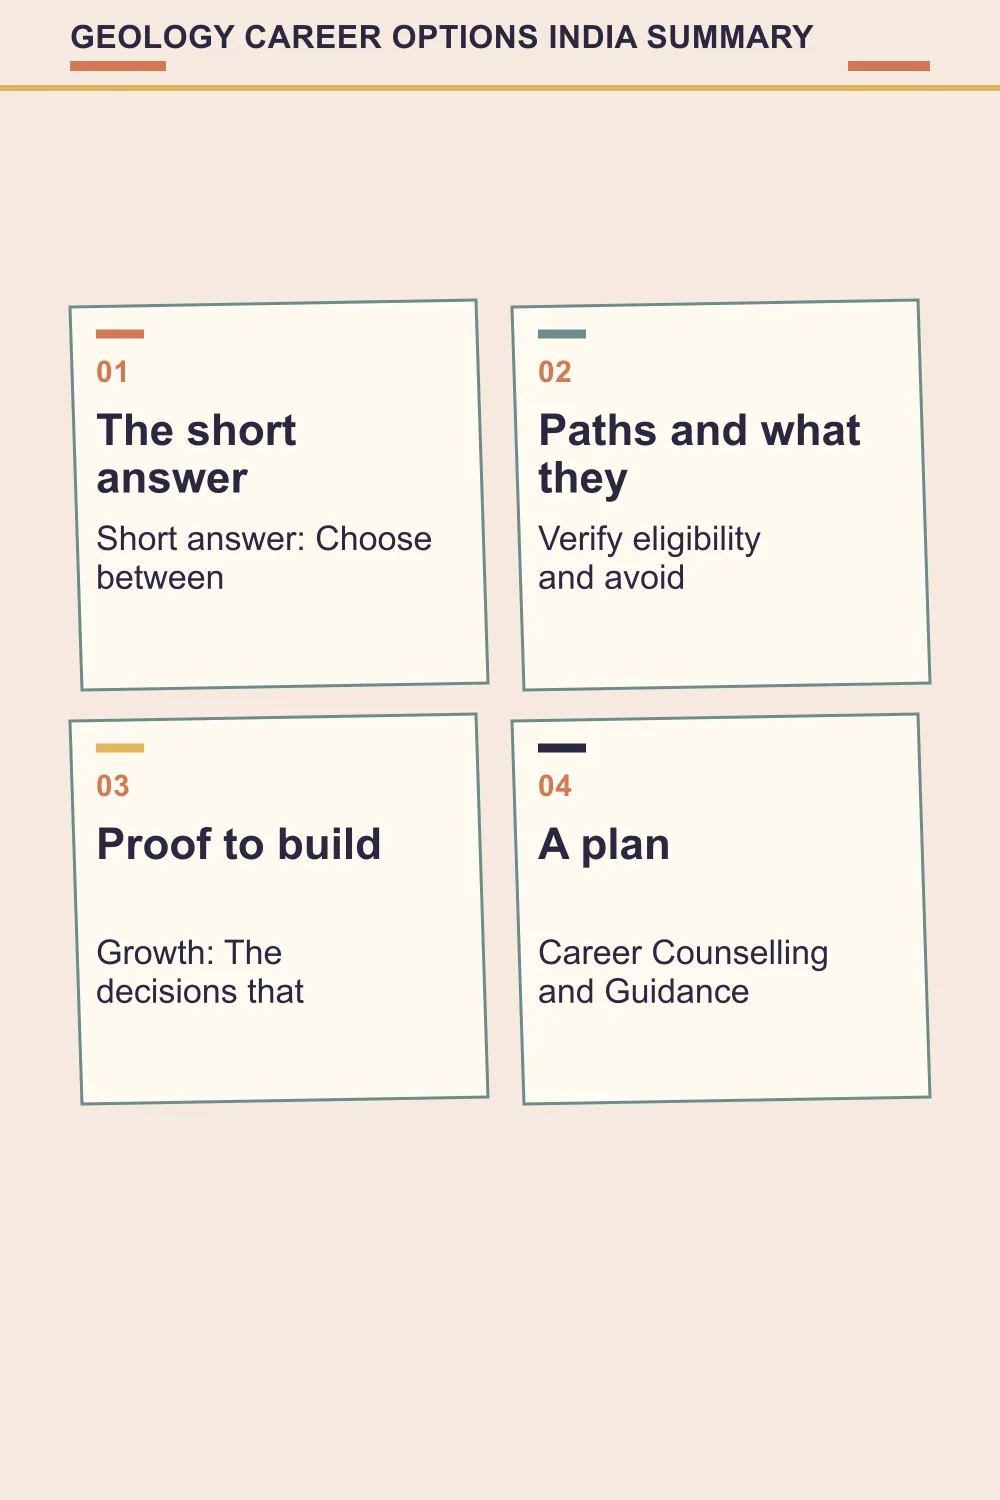 GEOLOGY CAREER OPTIONS INDIA SUMMARY
01
The short
answer
Short answer: Choose
between
02
Paths and what
they
Verify eligibility
and avoid
03
Proof to build
Growth: The
decisions that
04
A plan
Career Counselling
and Guidance